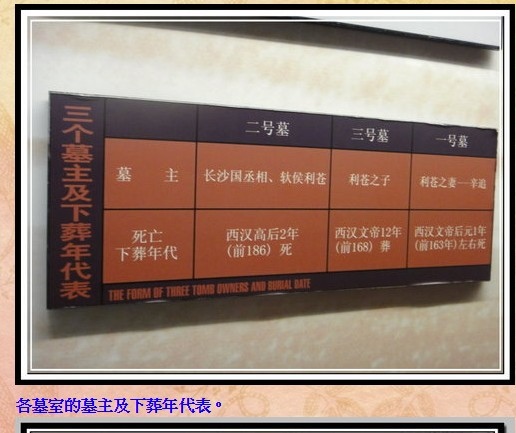 三个墓主及下葬年代表
二号墓 三号墓 一号墓
墓 主 长沙国丞相、轪侯利苍 利苍之子 利苍之妻──辛追
死亡 西汉高后2年 西汉文帝12年 西汉文帝后元1年
下葬年代 (前186) 死 (前168) 葬 (前163年)左右死
THE FORM OF THREE TOMB OWNERS AND BURIAL DATE
各墓室的墓主及下葬年代表。